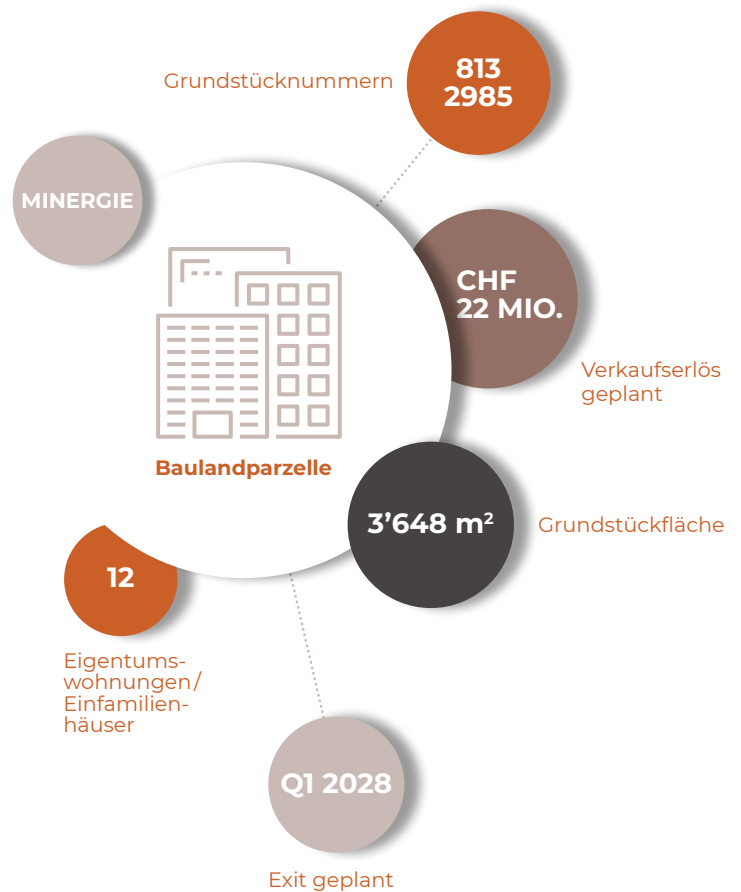 Grundstücknummern
813
2985
MINERGIE
CHF
22 MIO.
Verkaufserlös
geplant
Baulandparzelle
3’648 m²
Grundstückfläche
12
Eigentums-
wohnungen/
Einfamilien-
häuser
Q1 2028
Exit geplant